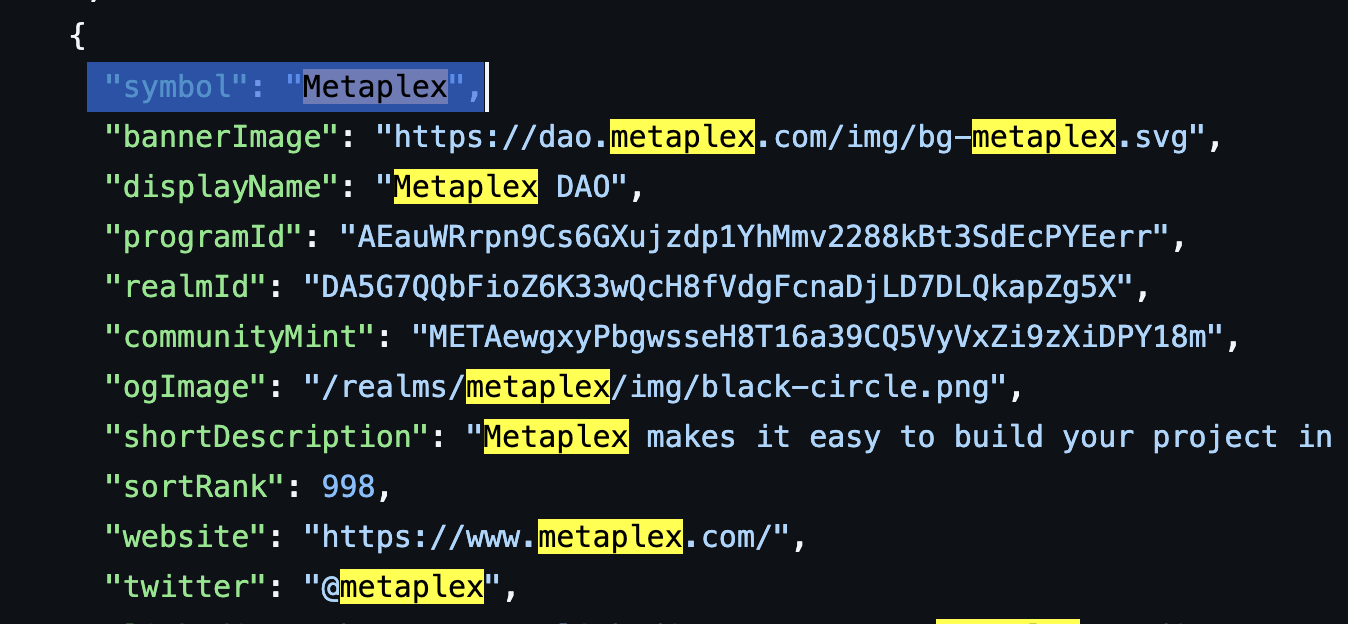 {
"symbol": "Metaplex",
"bannerImage": "https://dao.metaplex.com/img/bg-metaplex.svg",
"displayName": "Metaplex DAO",
"programId": "AEauWRrpn9Cs6GXujzdp1YhMmv2288kBt3SdEcPYEerr",
"realmId": "DA5G7QQbFioZ6K33wQcH8fVdgFcnaDjLD7DLQkapZg5X",
"communityMint": "METAewgxyPbgwsseH8T16a39CQ5VyVxZi9zXiDPY18m",
"ogImage": "/realms/metaplex/img/black-circle.png",
"shortDescription": "Metaplex makes it easy to build your project in
"sortRank": 998,
"website": "https://www.metaplex.com/",
"twitter": "@metaplex",